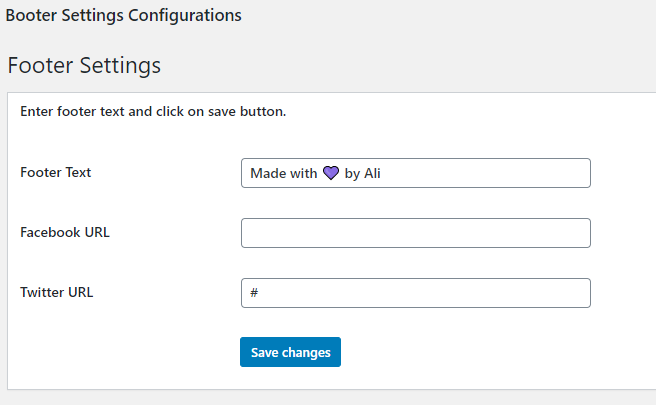 Booter Settings Configurations
Footer Settings
Enter footer text and click on save button.
Footer Text
Made with 💜 by Ali
Facebook URL
Twitter URL
#
Save changes